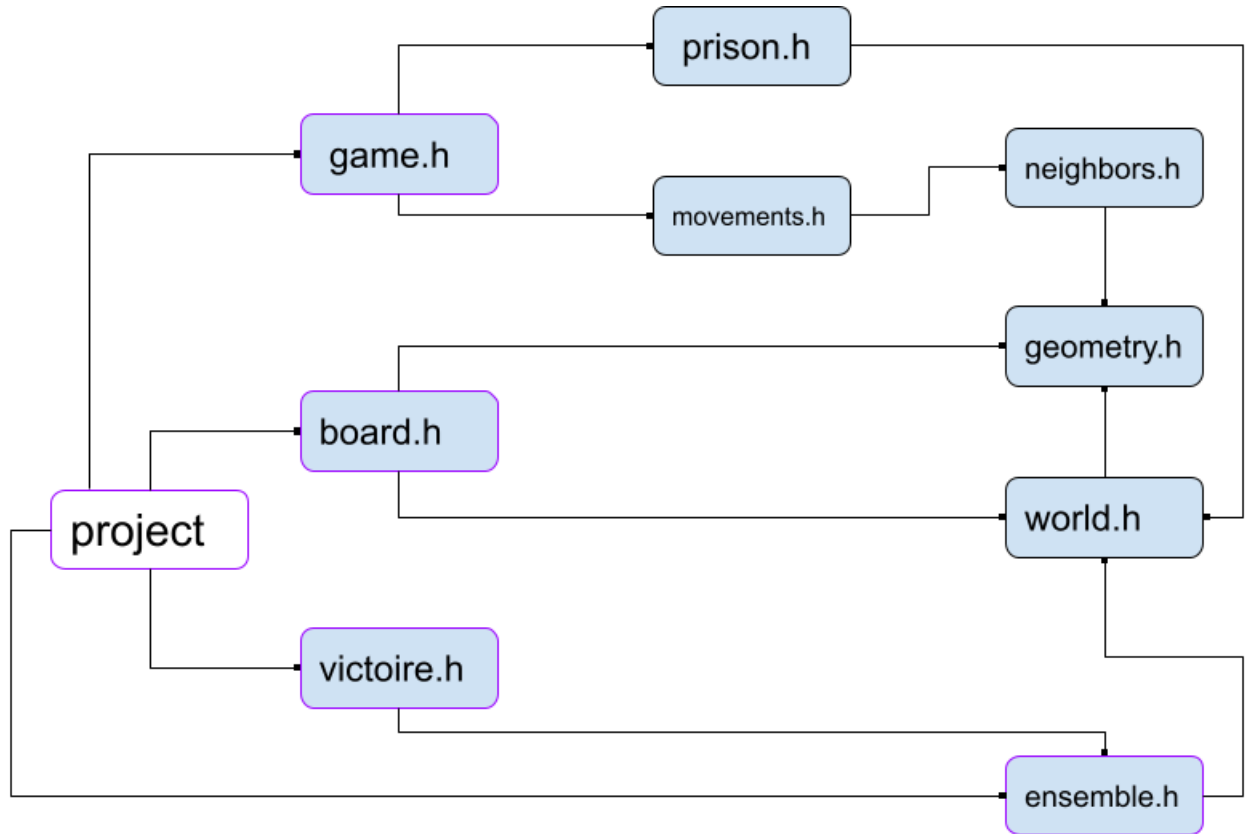 prison.h
game.h
neighbors.h
movements.h
geometry.h
board.h
world.h
project
victoire.h
ensemble.h